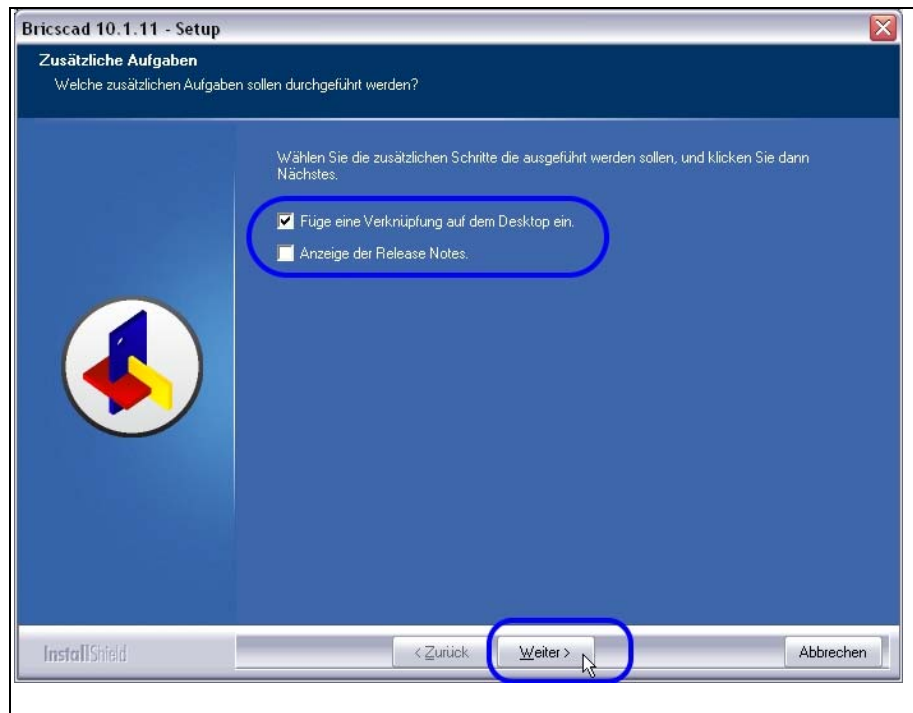 Bricscad 10.1.11 - Setup
Zusätzliche Aufgaben
Welche zusätzlichen Aufgaben sollen durchgeführt werden?
Wählen Sie die zusätzlichen Schritte die ausgeführt werden sollen, und klicken Sie dann
Nächstes.
Füge eine Verknüpfung auf dem Desktop ein.
Anzeige der Release Notes.
InstallShield
< Zurück
Weiter >
Abbrechen